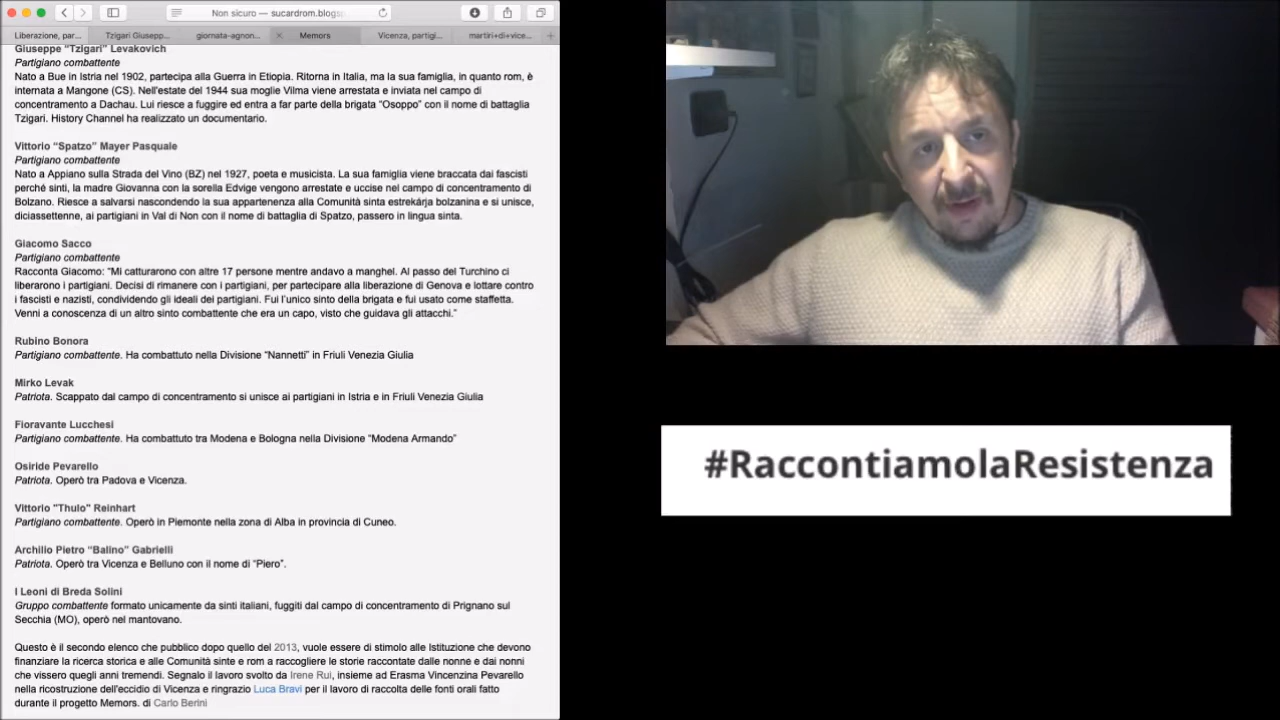 Non sicuro — sucardrom.blogs
Liberazione, par...
Tzigari Giusepp...
giornata-agnon...
Memors
Vicenza, partigi...
martiri+di+vice...
Giuseppe “Tzigari” Levakovich
Partigiano combattente
Nato a Bue in Istria nel 1902, partecipa alla Guerra in Etiopia. Ritorna in Italia, ma la sua famiglia, in quanto rom, è
internata a Mangone (CS). Nell'estate del 1944 sua moglie Vilma viene arrestata e inviata nel campo di
concentramento a Dachau. Lui riesce a fuggire ed entra a far parte della brigata “Osoppo” con il nome di battaglia
Tzigari. History Channel ha realizzato un documentario.
Vittorio “Spatzo” Mayer Pasquale
Partigiano combattente
Nato a Appiano sulla Strada del Vino (BZ) nel 1927, poeta e musicista. La sua famiglia viene braccata dai fascisti
perché sinti, la madre Giovanna con la sorella Edvige vengono arrestate e uccise nel campo di concentramento di
Bolzano. Riesce a salvarsi nascondendo la sua appartenenza alla Comunità sinta estrekárja bolzanina e si unisce,
diciassettenne, ai partigiani in Val di Non con il nome di battaglia di Spatzo, passero in lingua sinta.
Giacomo Sacco
Partigiano combattente
Racconta Giacomo: “Mi catturarono con altre 17 persone mentre andavo a manghel. Al passo del Turchino ci
liberarono i partigiani. Decisi di rimanere con i partigiani, per partecipare alla liberazione di Genova e lottare contro
i fascisti e nazisti, condividendo gli ideali dei partigiani. Fui l'unico sinto della brigata e fui usato come staffetta.
Venni a conoscenza di un altro sinto combattente che era un capo, visto che guidava gli attacchi.”
Rubino Bonora
Partigiano combattente. Ha combattuto nella Divisione “Nannetti” in Friuli Venezia Giulia
Mirko Levak
Patriota. Scappato dal campo di concentramento si unisce ai partigiani in Istria e in Friuli Venezia Giulia
Fioravante Lucchesi
Partigiano combattente. Ha combattuto tra Modena e Bologna nella Divisione “Modena Armando”
Osiride Pevarello
Patriota. Operò tra Padova e Vicenza.
Vittorio "Thulo" Reinhart
Partigiano combattente. Operò in Piemonte nella zona di Alba in provincia di Cuneo.
Archilio Pietro “Balino” Gabrielli
Patriota. Operò tra Vicenza e Belluno con il nome di “Piero”.
I Leoni di Breda Solini
Gruppo combattente formato unicamente da sinti italiani, fuggiti dal campo di concentramento di Prignano sul
Secchia (MO), operò nel mantovano.
Questo è il secondo elenco che pubblico dopo quello del 2013, vuole essere di stimolo alle Istituzione che devono
finanziare la ricerca storica e alle Comunità sinte e rom a raccogliere le storie raccontate dalle nonne e dai nonni
che vissero quegli anni tremendi. Segnalo il lavoro svolto da Irene Rui, insieme ad Erasma Vincenzina Pevarello
nella ricostruzione dell'eccidio di Vicenza e ringrazio Luca Bravi per il lavoro di raccolta delle fonti orali fatto
durante il progetto Memors. di Carlo Berini
#RaccontiamolaResistenza